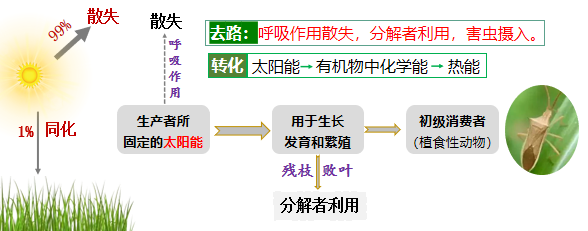 99%
散失
散失
去路：呼吸作用散失，分解者利用，害虫摄入。
转化 太阳能→有机物中化学能→热能
呼吸作用
1% 同化
生产者所
固定的太阳能
用于生长
发育和繁殖
初级消费者
（植食性动物）
残枝 败叶
分解者利用